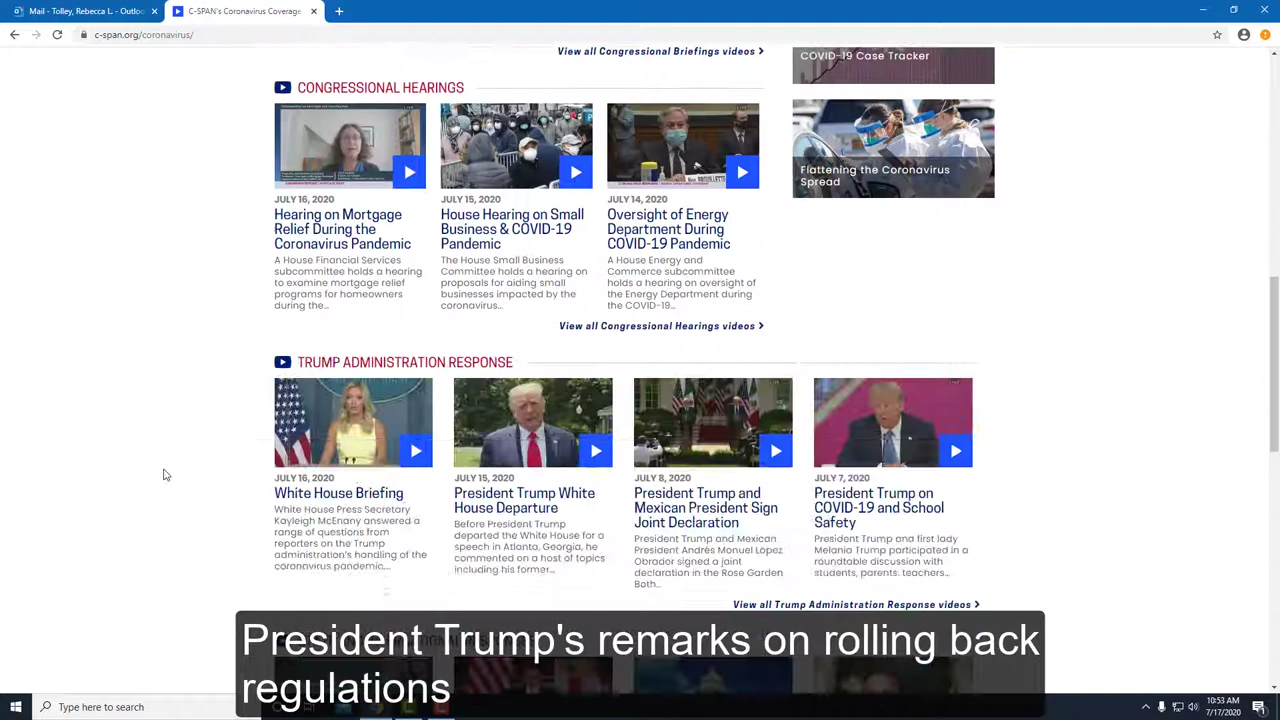 Mail - Tolley, Rebecca L. - Outloo
C-SPAN's Coronavirus Coverage
c-span.org/coronavirus/
View all Congressional Briefings videos
COVID-19 Case Tracker
CONGRESSIONAL HEARINGS
Flattening the Coronavirus
Spread
JULY 16, 2020
Hearing on Mortgage
Relief During the
Coronavirus Pandemic
A House Financial Services
subcommittee holds a hearing
to examine mortgage relief
programs for homeowners
during the...
JULY 15, 2020
House Hearing on Small
Business & COVID-19
Pandemic
The House Small Business
Committee holds a hearing on
proposals for aiding small
businesses impacted by the
coronavirus...
JULY 14, 2020
Oversight of Energy
Department During
COVID-19 Pandemic
A House Energy and
Commerce subcommittee
holds a hearing on oversight of
the Energy Department during
the COVID-19...
View all Congressional Hearings videos
TRUMP ADMINISTRATION RESPONSE
JULY 16, 2020
White House Briefing
White House Press Secretary
Kayleigh McEnany answered a
range of questions from
reporters on the Trump
administration's handling of the
coronavirus pandemic,...
JULY 15, 2020
President Trump White
House Departure
Before President Trump
departed the White House for a
speech in Atlanta, Georgia, he
commented on a host of topics
including his former...
JULY 8, 2020
President Trump and
Mexican President Sign
Joint Declaration
President Trump and Mexican
President Andrés Manuel Lopez
Obrador signed a joint
declaration in the Rose Garden.
Both...
JULY 7, 2020
President Trump on
COVID-19 and School
Safety
President Trump and first lady
Melania Trump participated in a
roundtable discussion with
students, parents, teachers...
View all Trump Administration Response videos
President Trump's remarks on rolling back
regulations
Type here to search
10:53 AM
7/17/2020